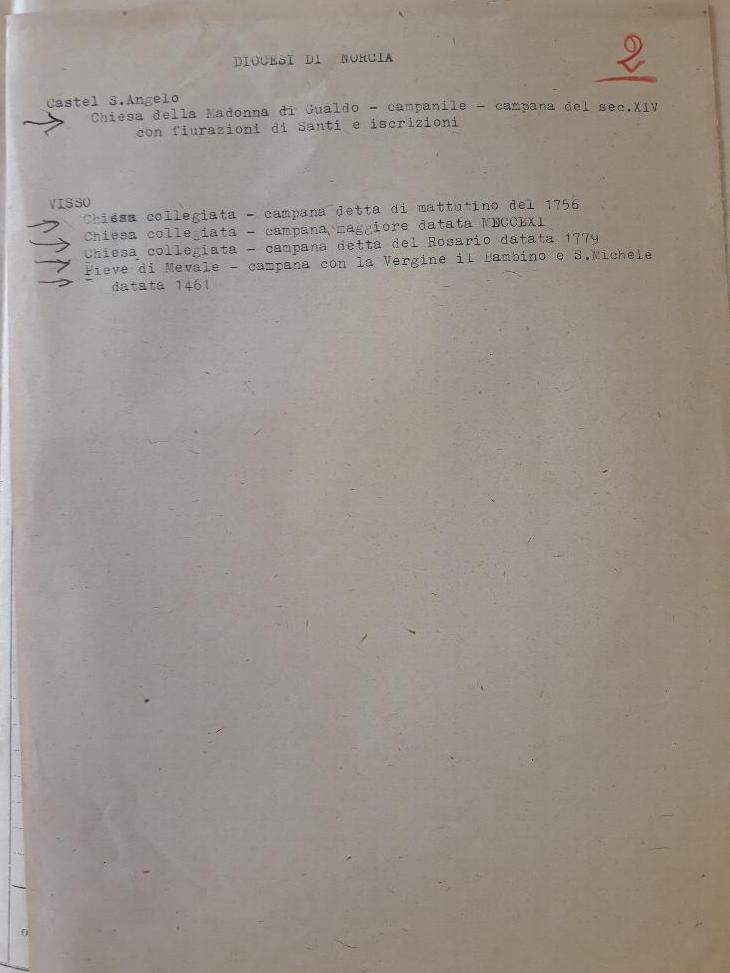 DIOCESI DI NORCIA
2
Castel S.Angelo
Chiesa della Madonna di Gualdo - campanile - campana del sec.XIV
con fiurazioni di Santi e iscrizioni
VISSO
Chiesa collegiata - campana detta di mattutino del 1756
Chiesa collegiata - campana maggiore datata MECCLXI
Chiesa collegiata - campana detta del Rosario datata 1779
Pieve di Mevale - campana con la Vergine il Bambino e S.Michele
datata 1461